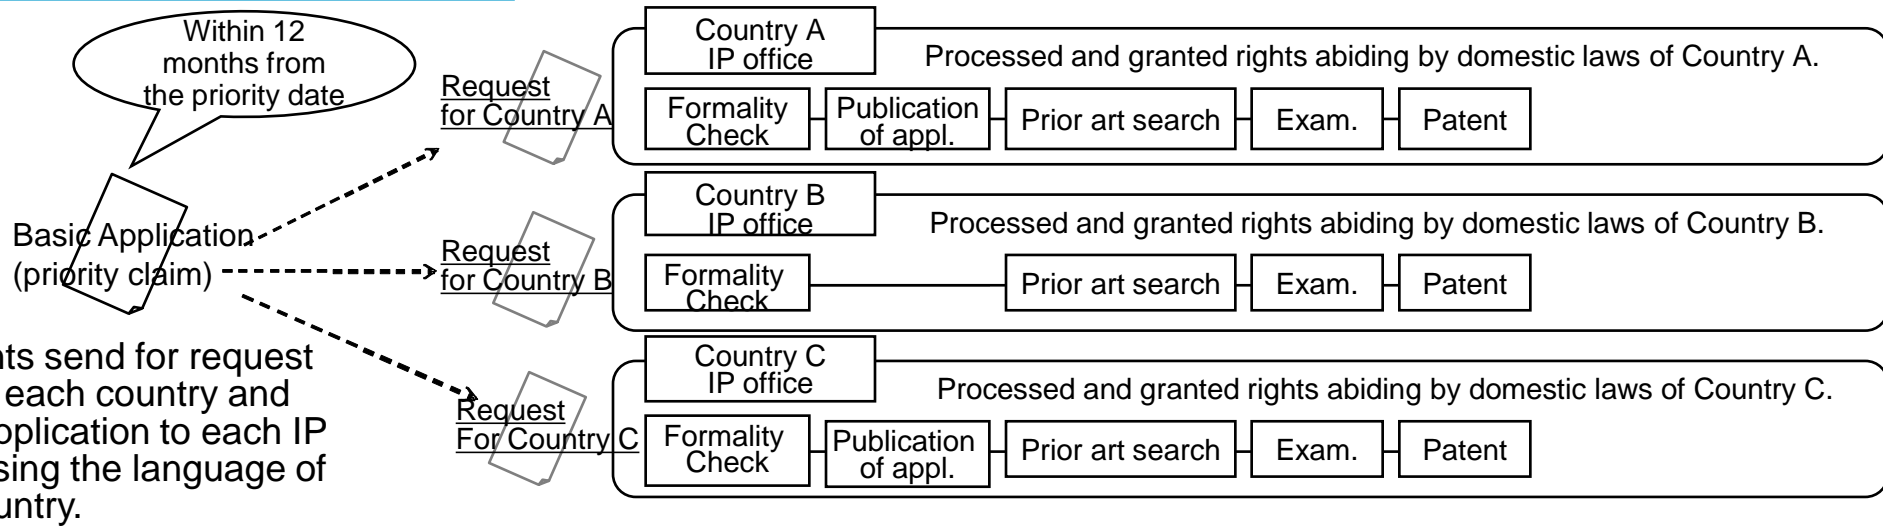 Within 12
months from
the priority date
Basic Application
(priority claim)
Request
for Country A
Country A
IP office
Processed and granted rights abiding by domestic laws of Country A.
Formality
Check
Publication
of appl.
Prior art search
Exam.
Patent
Request
for Country B
Country B
IP office
Processed and granted rights abiding by domestic laws of Country B.
Formality
Check
Prior art search
Exam.
Patent
Request
For Country C
Country C
IP office
Processed and granted rights abiding by domestic laws of Country C.
Formality
Check
Publication
of appl.
Prior art search
Exam.
Patent
send for request
each country and
to each IP
the language of